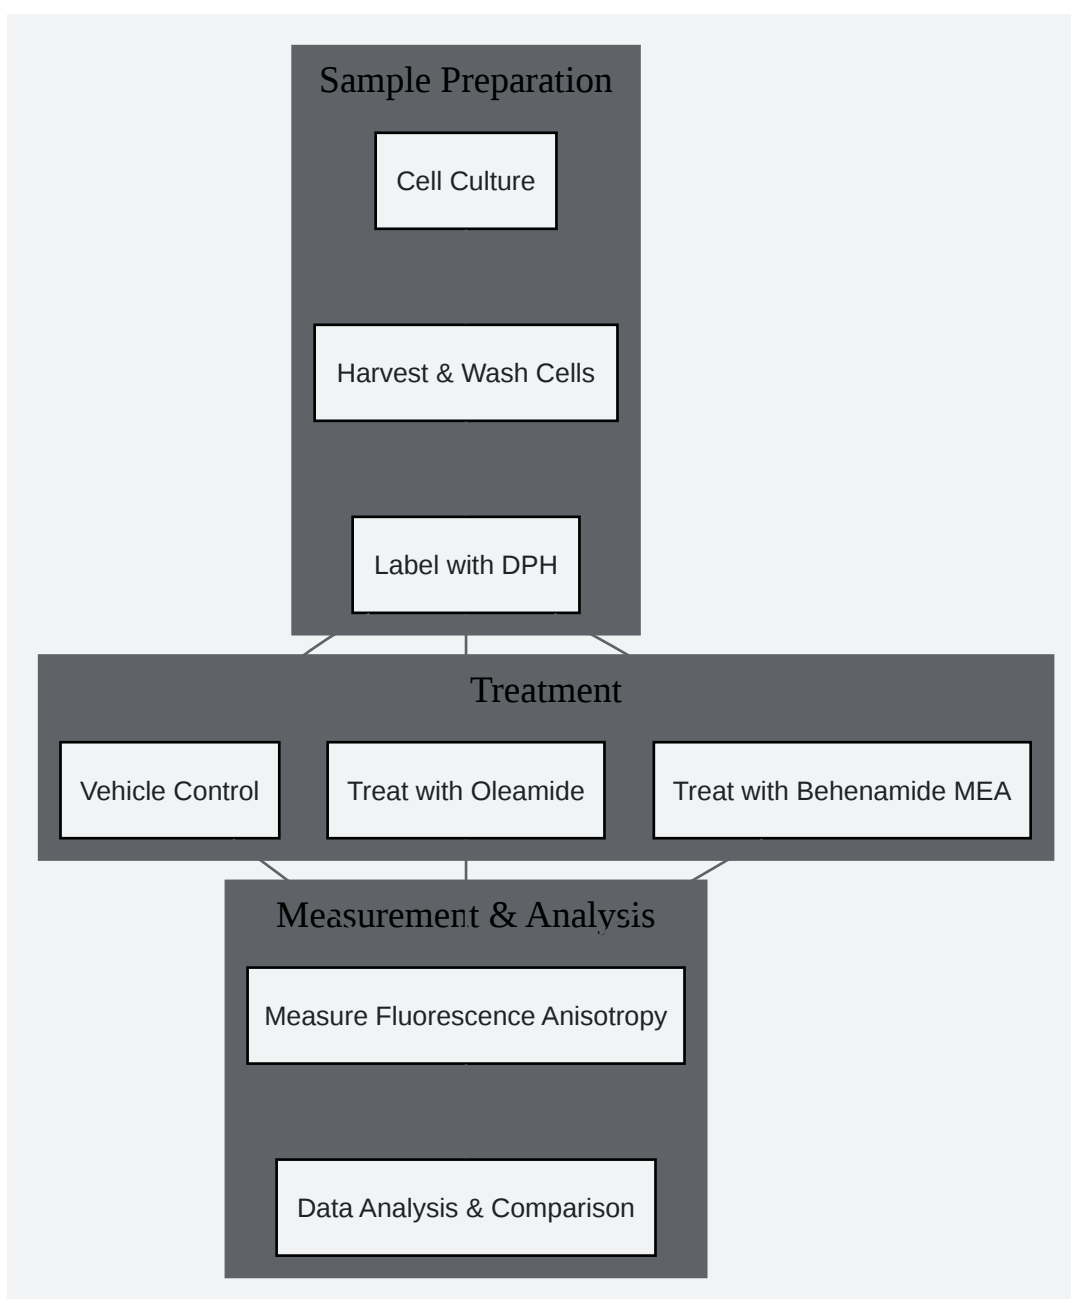 Sample Preparation
Cell Culture
Harvest & Wash Cells
Label with DPH
Treatment
Vehicle Control
Treat with Oleamide
Treat with Behenamide MEA
Measurement & Analysis
Measure Fluorescence Anisotropy
Data Analysis & Comparison